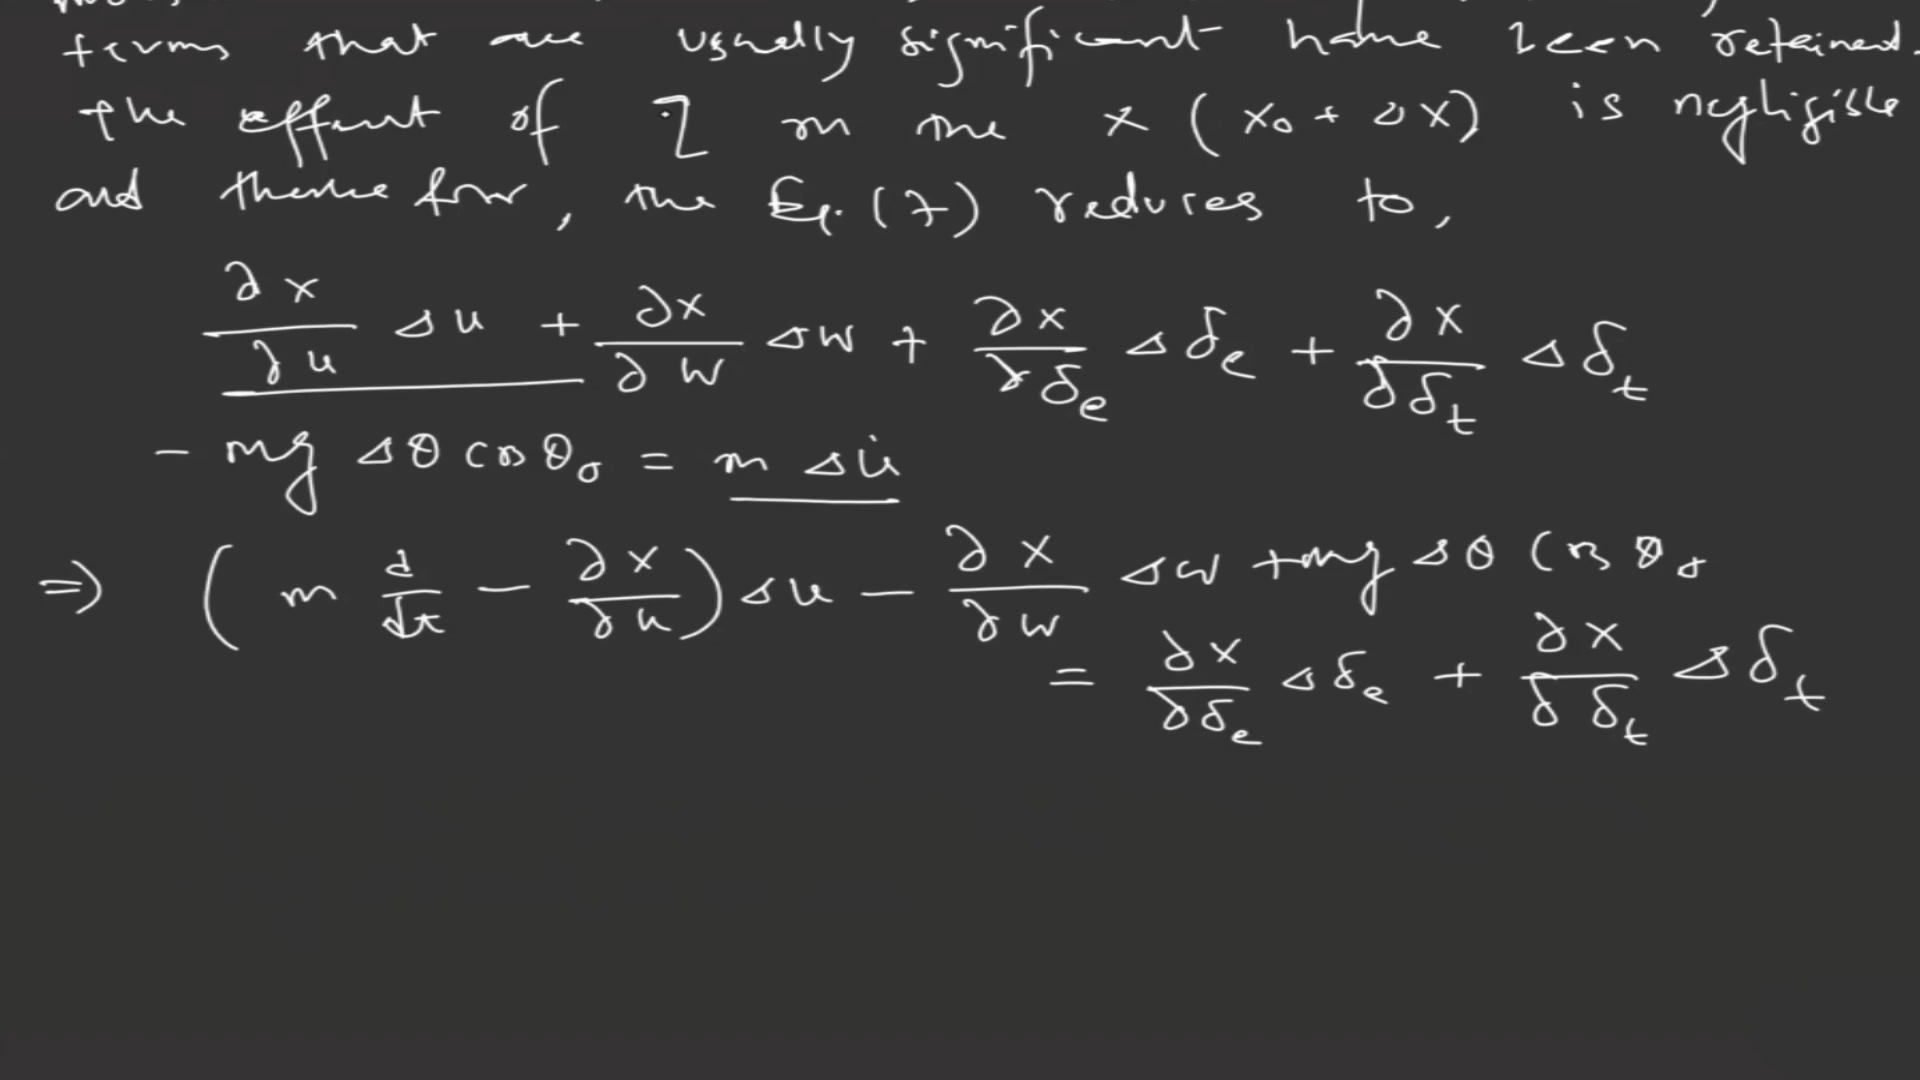 terms that are usually significant have been retained.
the effect of q on the X (X₀ + ΔX) is negligible
and therefore, the Eq. (7) reduces to,
∂X/∂u Δu + ∂X/∂w Δw + ∂X/∂δe Δδe + ∂X/∂δt Δδt
- mg Δθ cos θ₀ = m Δu̇
⇒ (m d/dt - ∂X/∂u) Δu - ∂X/∂w Δw + mg Δθ cos θ₀
= ∂X/∂δe Δδe + ∂X/∂δt Δδt